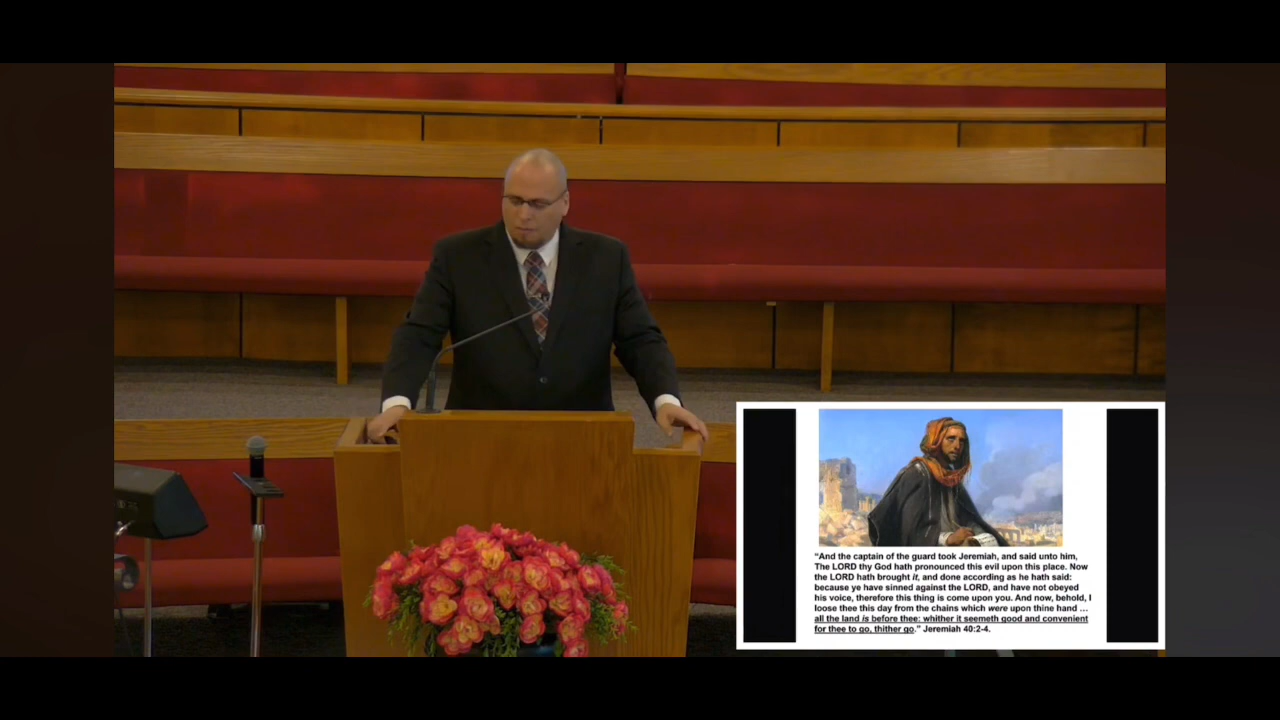 “And the captain of the guard took Jeremiah, and said unto him,
The LORD thy God hath pronounced this evil upon this place. Now
the LORD hath brought it, and done according as he hath said:
because ye have sinned against the LORD, and have not obeyed
his voice, therefore this thing is come upon you. And now, behold, I
loose thee this day from the chains which were upon thine hand ...
all the land is before thee: whither it seemeth good and convenient
for thee to go, thither go.” Jeremiah 40:2-4.